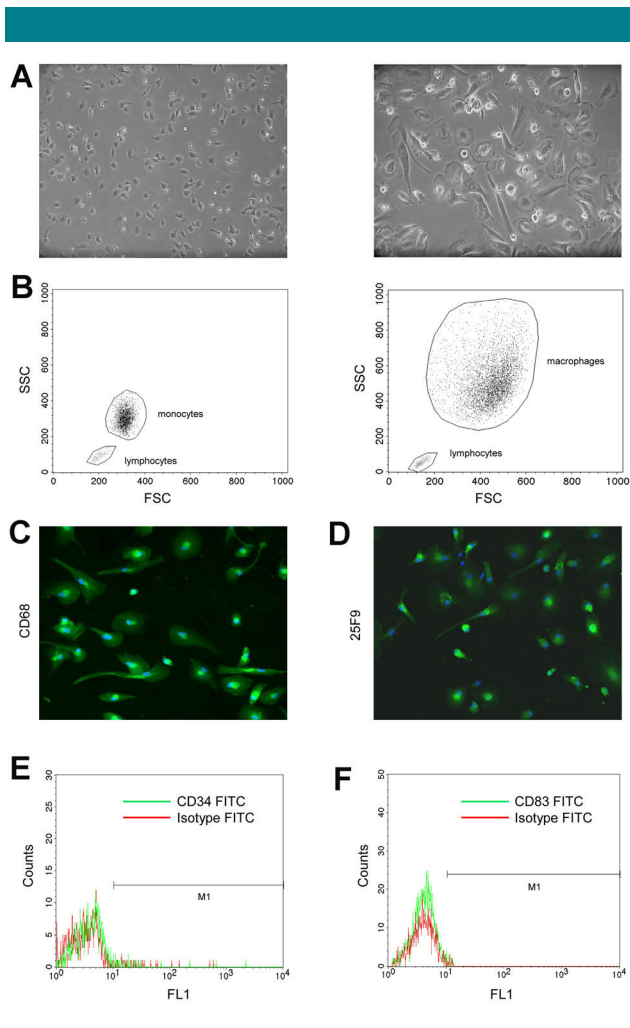 A
B
SSC
1000
800
600
400
200
0
monocytes
lymphocytes
0 200 400 600 800 1000
FSC
SSC
1000
800
600
400
200
0
macrophages
lymphocytes
0 200 400 600 800 1000
FSC
C
CD68
D
25F9
E
Counts
30
25
20
15
10
5
0
CD34 FITC
Isotype FITC
M1
10^0 10^1 10^2 10^3 10^4
FL1
F
Counts
50
40
30
20
10
0
CD83 FITC
Isotype FITC
M1
10^0 10^1 10^2 10^3 10^4
FL1